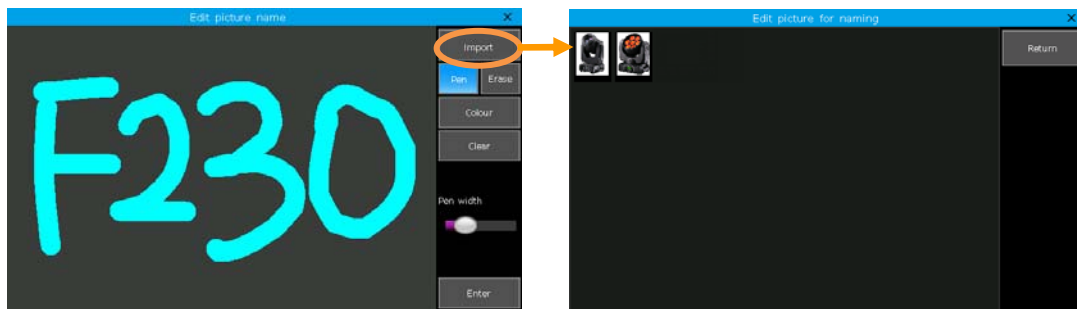 Edit picture name X
Import
Pen Erase
Colour
Clear
F230
Pen width
Enter
Edit picture for naming X
Return